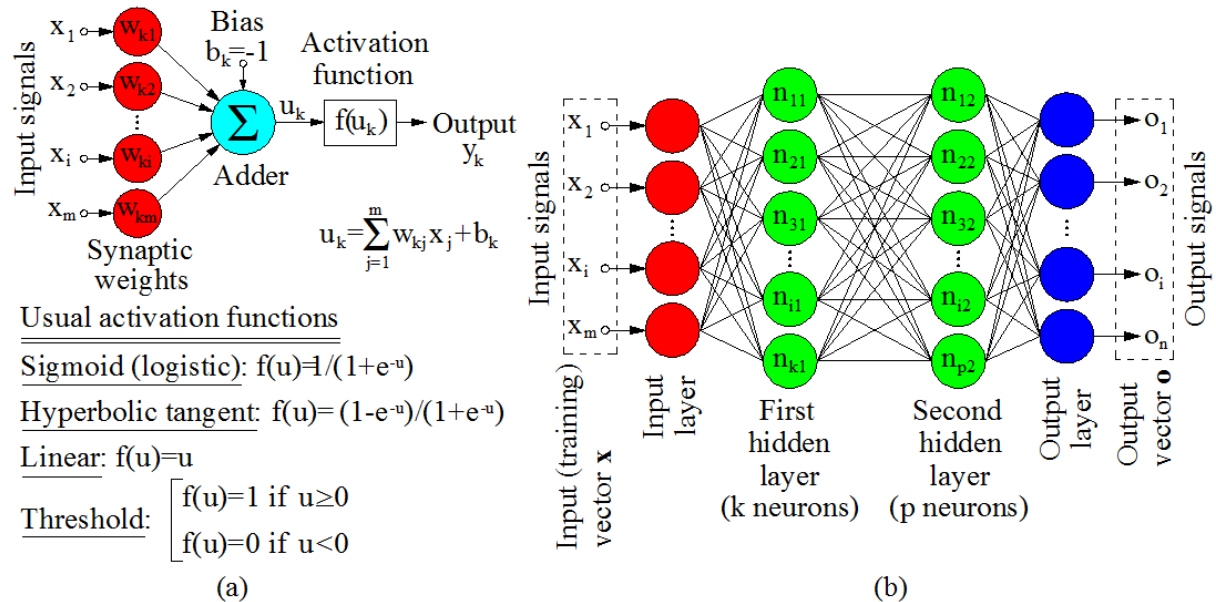 Input signals
x1
x2
xi
xm
wk1
wk2
wki
wkm
Synaptic
weights
Bias
bk=-1
Σ
Adder
uk
Activation
function
f(uk)
Output
yk
uk=∑j=1m wkjxj+bk
Usual activation functions
Sigmoid (logistic): f(u)=1/(1+e-u)
Hyperbolic tangent: f(u)= (1-e-u)/(1+e-u)
Linear: f(u)=u
Threshold:
f(u)=1 if u≥0
f(u)=0 if u<0
(a)
Input signals
x1
x2
xi
xm
Input (training)
vector x
Input
layer
n11
n21
n31
ni1
nk1
First
hidden
layer
(k neurons)
n12
n22
n32
ni2
np2
Second
hidden
layer
(p neurons)
Output
layer
o1
o2
oi
on
Output
vector o
Output signals
(b)